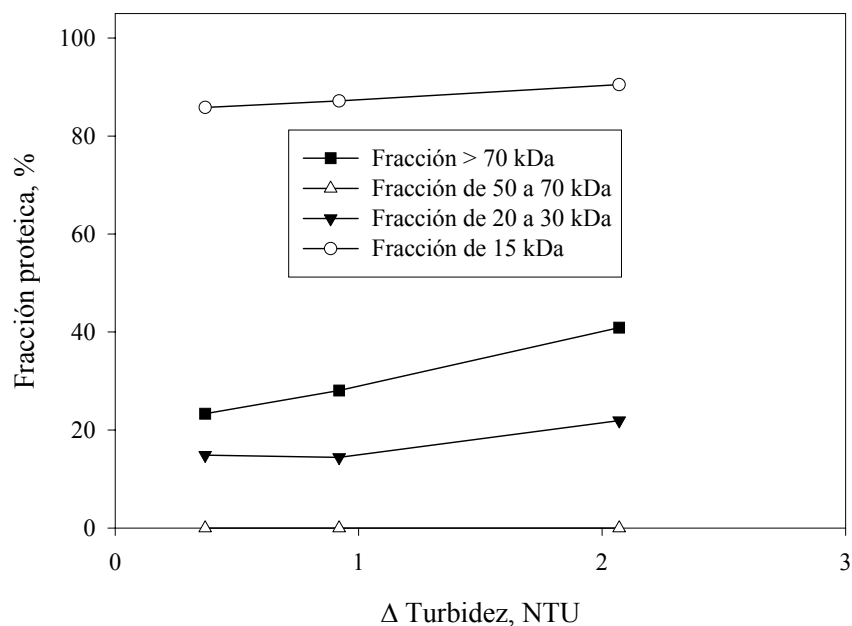 100
80
60
40
20
0
Fracción proteica, %
Fracción > 70 kDa
Fracción de 50 a 70 kDa
Fracción de 20 a 30 kDa
Fracción de 15 kDa
0 1 2 3
Δ Turbidez, NTU